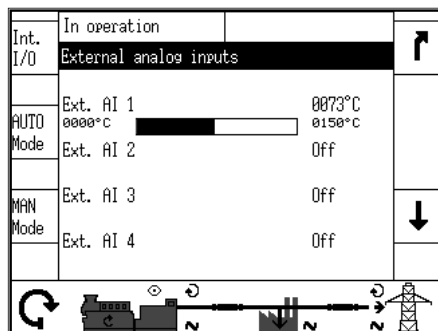 In operation
Int.
I/O
External analog inputs
Ext. AI 1 0073°C
0000°C 0150°C
AUTO
Mode
Ext. AI 2 Off
Ext. AI 3 Off
MAN
Mode
Ext. AI 4 Off